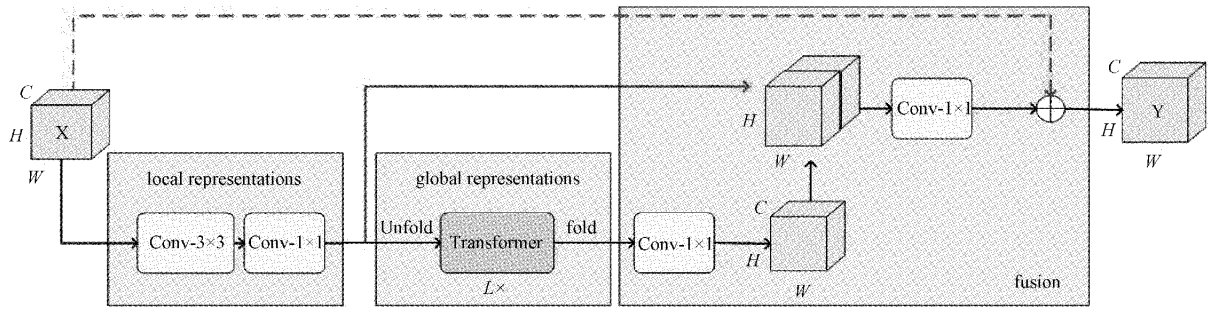 C
H
X
W
local representations
Conv-3×3
Conv-1×1
global representations
Unfold
Transformer
fold
L×
Conv-1×1
C
H
W
H
W
Conv-1×1
fusion
C
H
Y
W